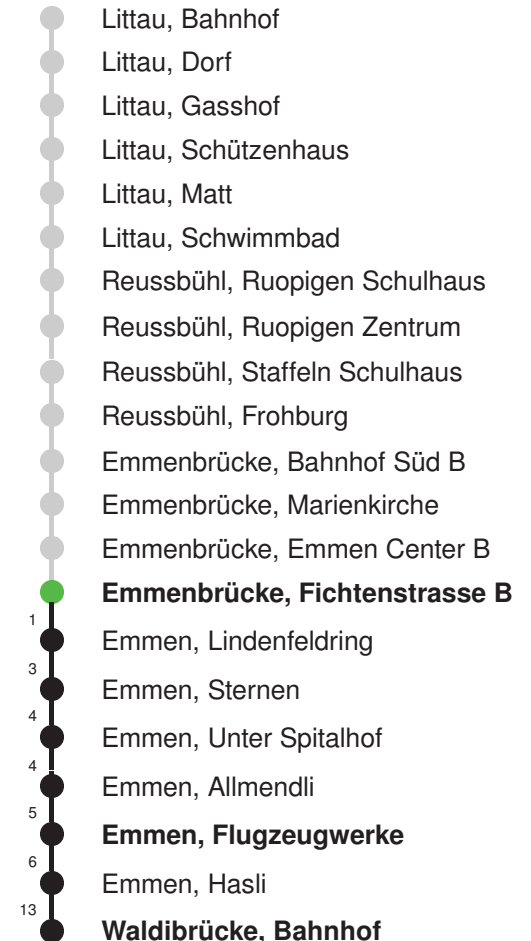 Littau, Bahnhof
Littau, Dorf
Littau, Gasshof
Littau, Schützenhaus
Littau, Matt
Littau, Schwimmbad
Reussbühl, Ruopigen Schulhaus
Reussbühl, Ruopigen Zentrum
Reussbühl, Staffeln Schulhaus
Reussbühl, Frohburg
Emmenbrücke, Bahnhof Süd B
Emmenbrücke, Marienkirche
Emmenbrücke, Emmen Center B
Emmenbrücke, Fichtenstrasse B
1 Emmen, Lindenfeldring
3 Emmen, Sternen
4 Emmen, Unter Spitalhof
4 Emmen, Allmendli
5 Emmen, Flugzeugwerke
6 Emmen, Hasli
13 Waldibrücke, Bahnhof